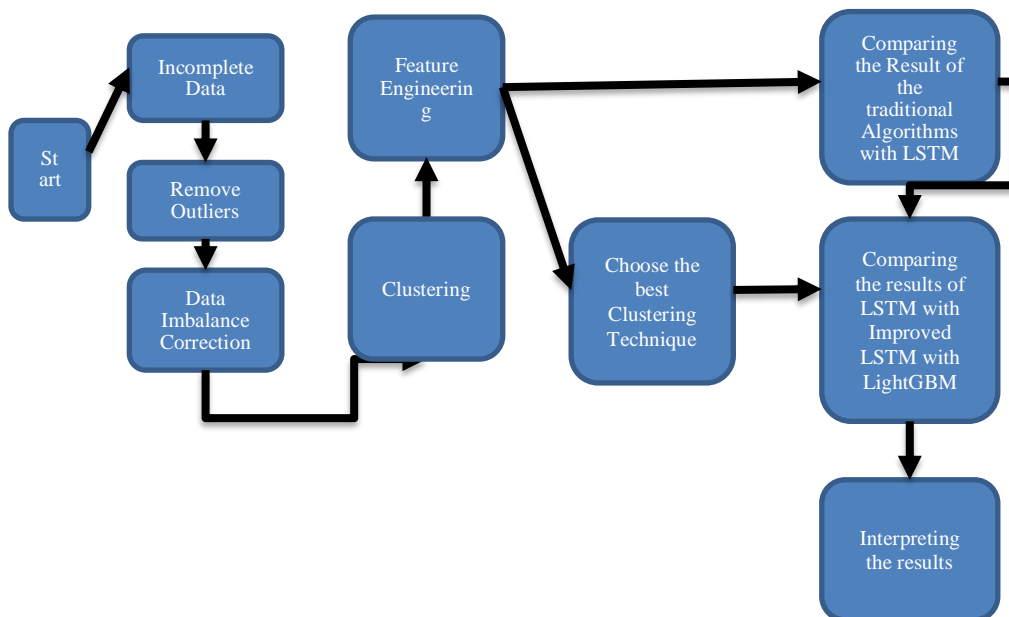 St
art
Incomplete
Data
Remove
Outliers
Data
Imbalance
Correction
Clustering
Feature
Engineerin
g
Choose the
best
Clustering
Technique
Comparing
the Result of
the
traditional
Algorithms
with LSTM
Comparing
the results of
LSTM with
Improved
LSTM with
LightGBM
Interpreting
the results